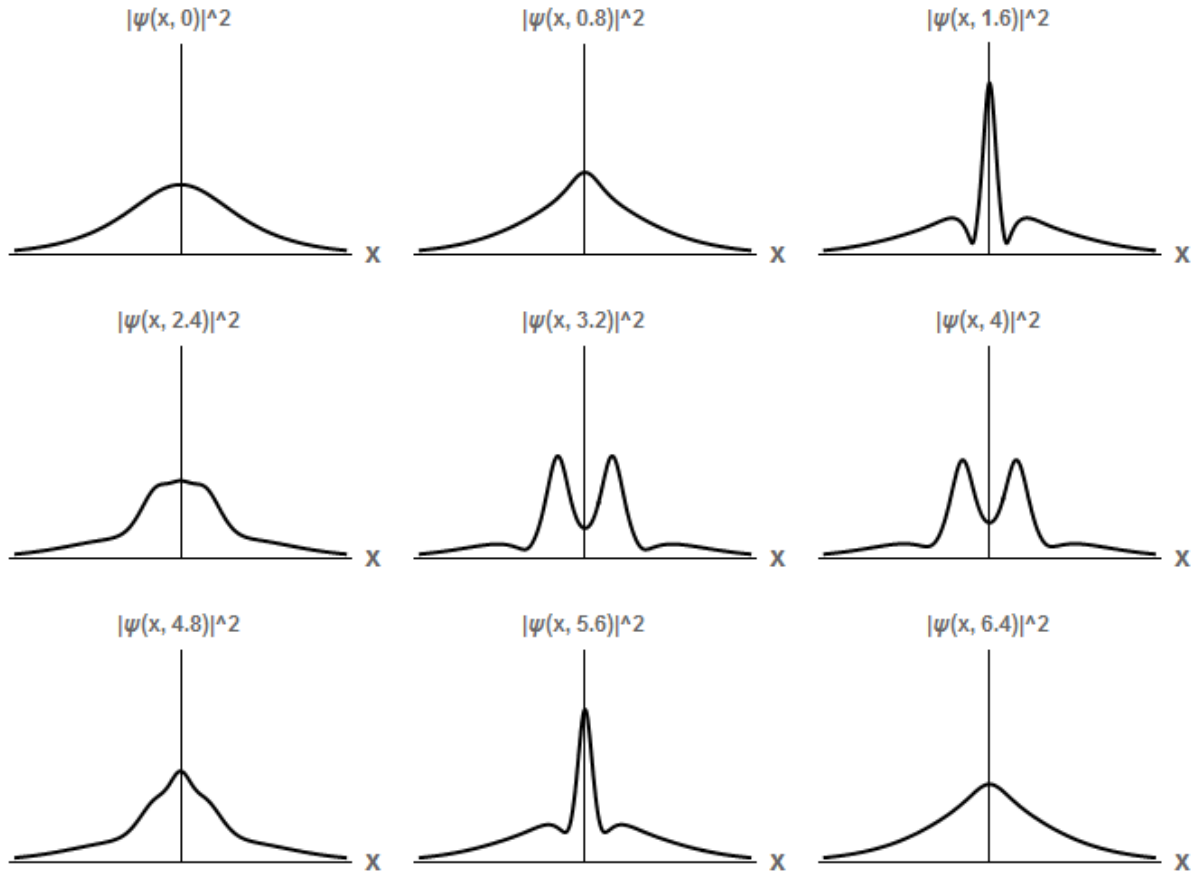 |ψ(x, 0)|^2
|ψ(x, 0.8)|^2
|ψ(x, 1.6)|^2
X
X
X
|ψ(x, 2.4)|^2
|ψ(x, 3.2)|^2
|ψ(x, 4)|^2
X
X
X
|ψ(x, 4.8)|^2
|ψ(x, 5.6)|^2
|ψ(x, 6.4)|^2
X
X
X